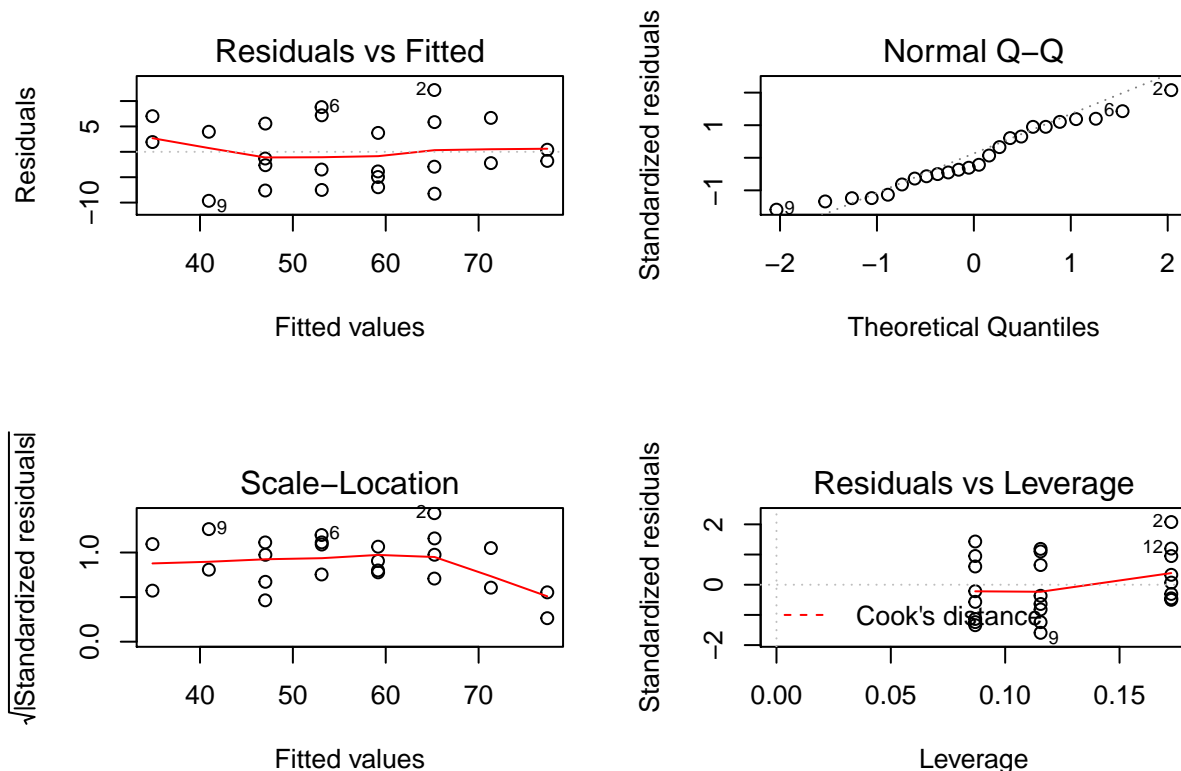 Residuals vs Fitted
Residuals
5
−10
2
6
9
40 50 60 70
Fitted values
Normal Q−Q
Standardized residuals
1
−1
2
6
9
−2 −1 0 1 2
Theoretical Quantiles
Scale−Location
√|Standardized residuals|
1.0
0.0
2
9
6
40 50 60 70
Fitted values
Residuals vs Leverage
Standardized residuals
2
0
−2
2
12
9
Cook's distance
0.00 0.05 0.10 0.15
Leverage